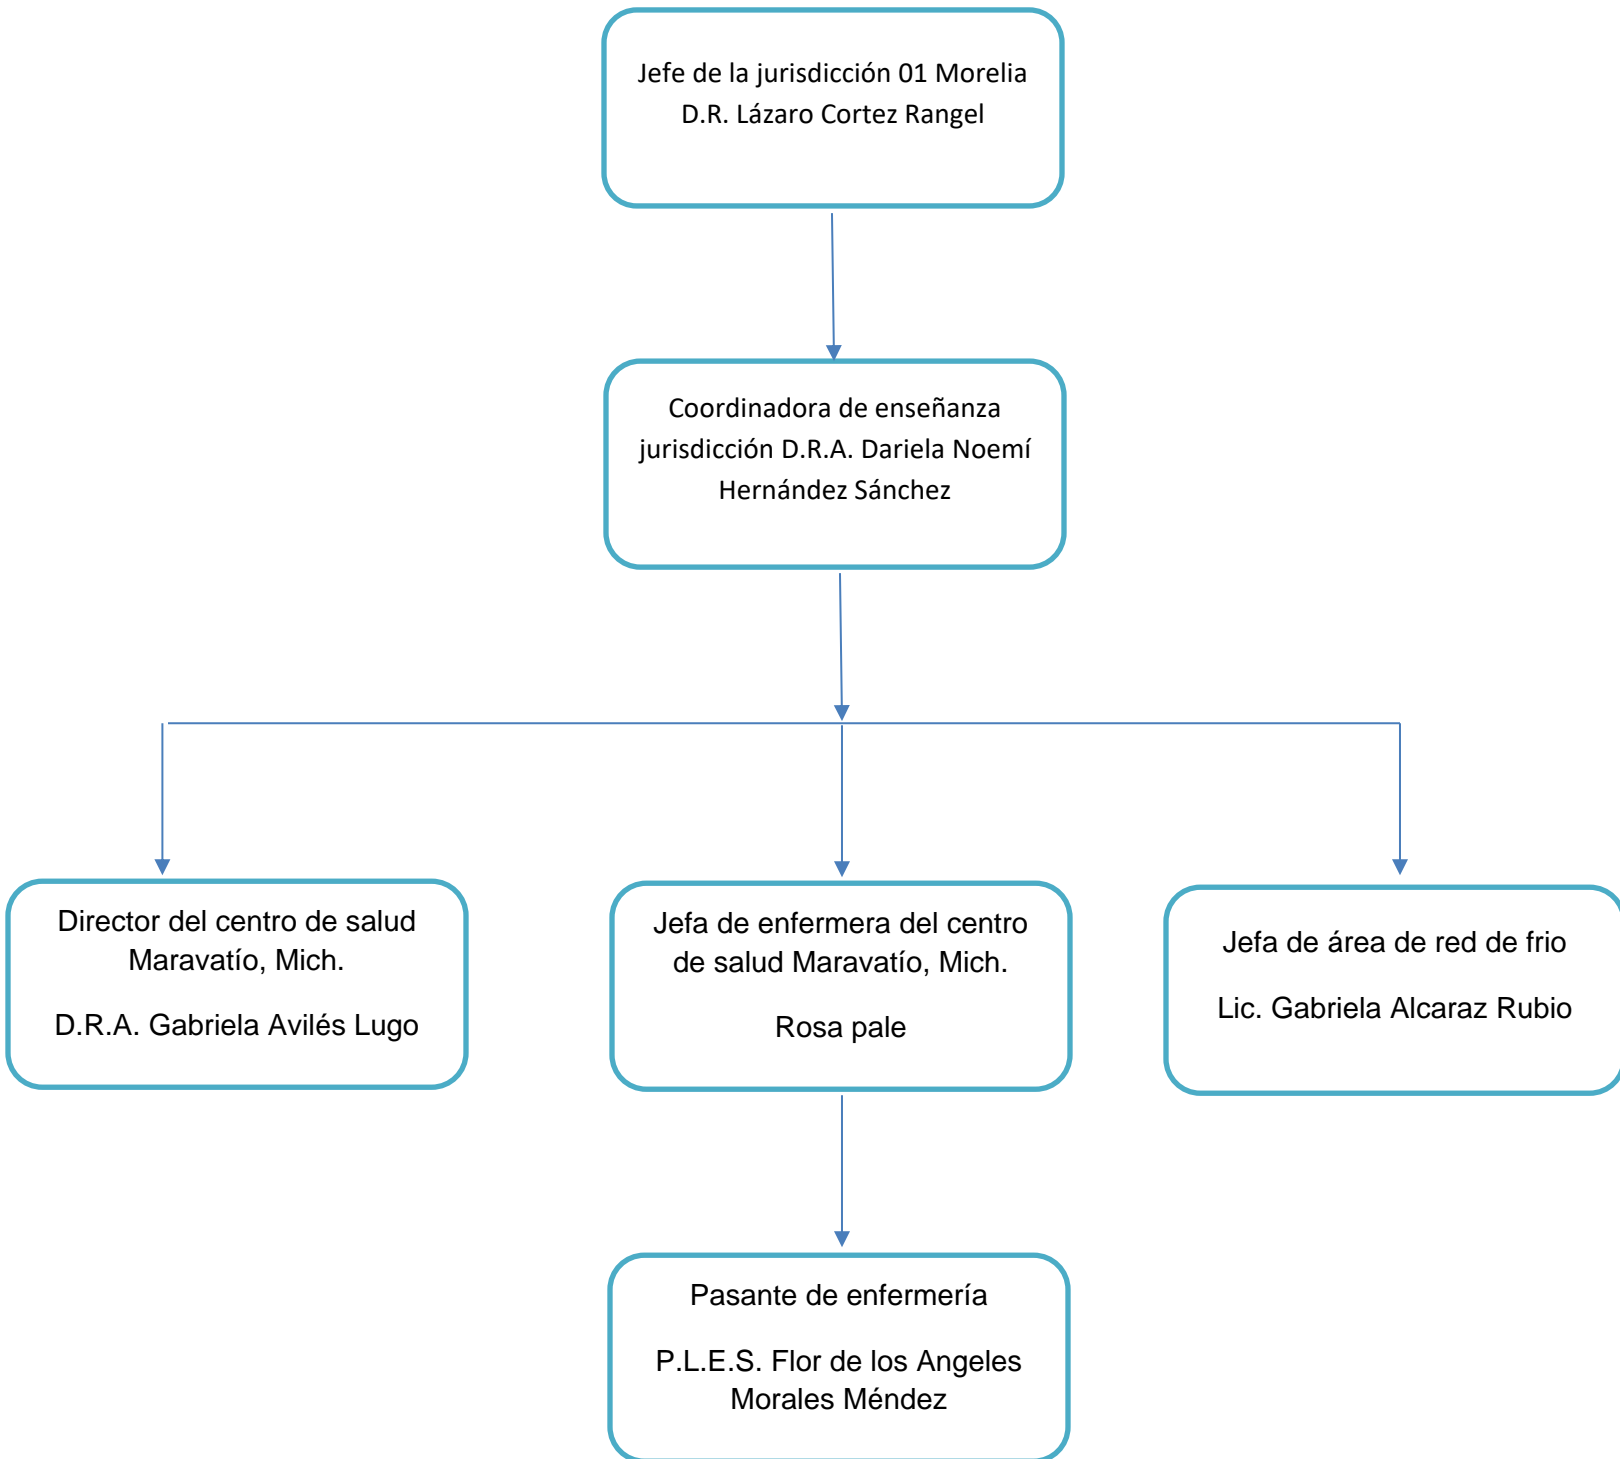 Jefe de la jurisdicción 01 Morelia
D.R. Lázaro Cortez Rangel
Coordinadora de enseñanza
jurisdicción D.R.A. Dariela Noemí
Hernández Sánchez
Director del centro de salud
Maravatío, Mich.
D.R.A. Gabriela Avilés Lugo
Jefa de enfermera del centro
de salud Maravatío, Mich.
Rosa pale
Jefa de área de red de frio
Lic. Gabriela Alcaraz Rubio
Pasante de enfermería
P.L.E.S. Flor de los Angeles
Morales Méndez